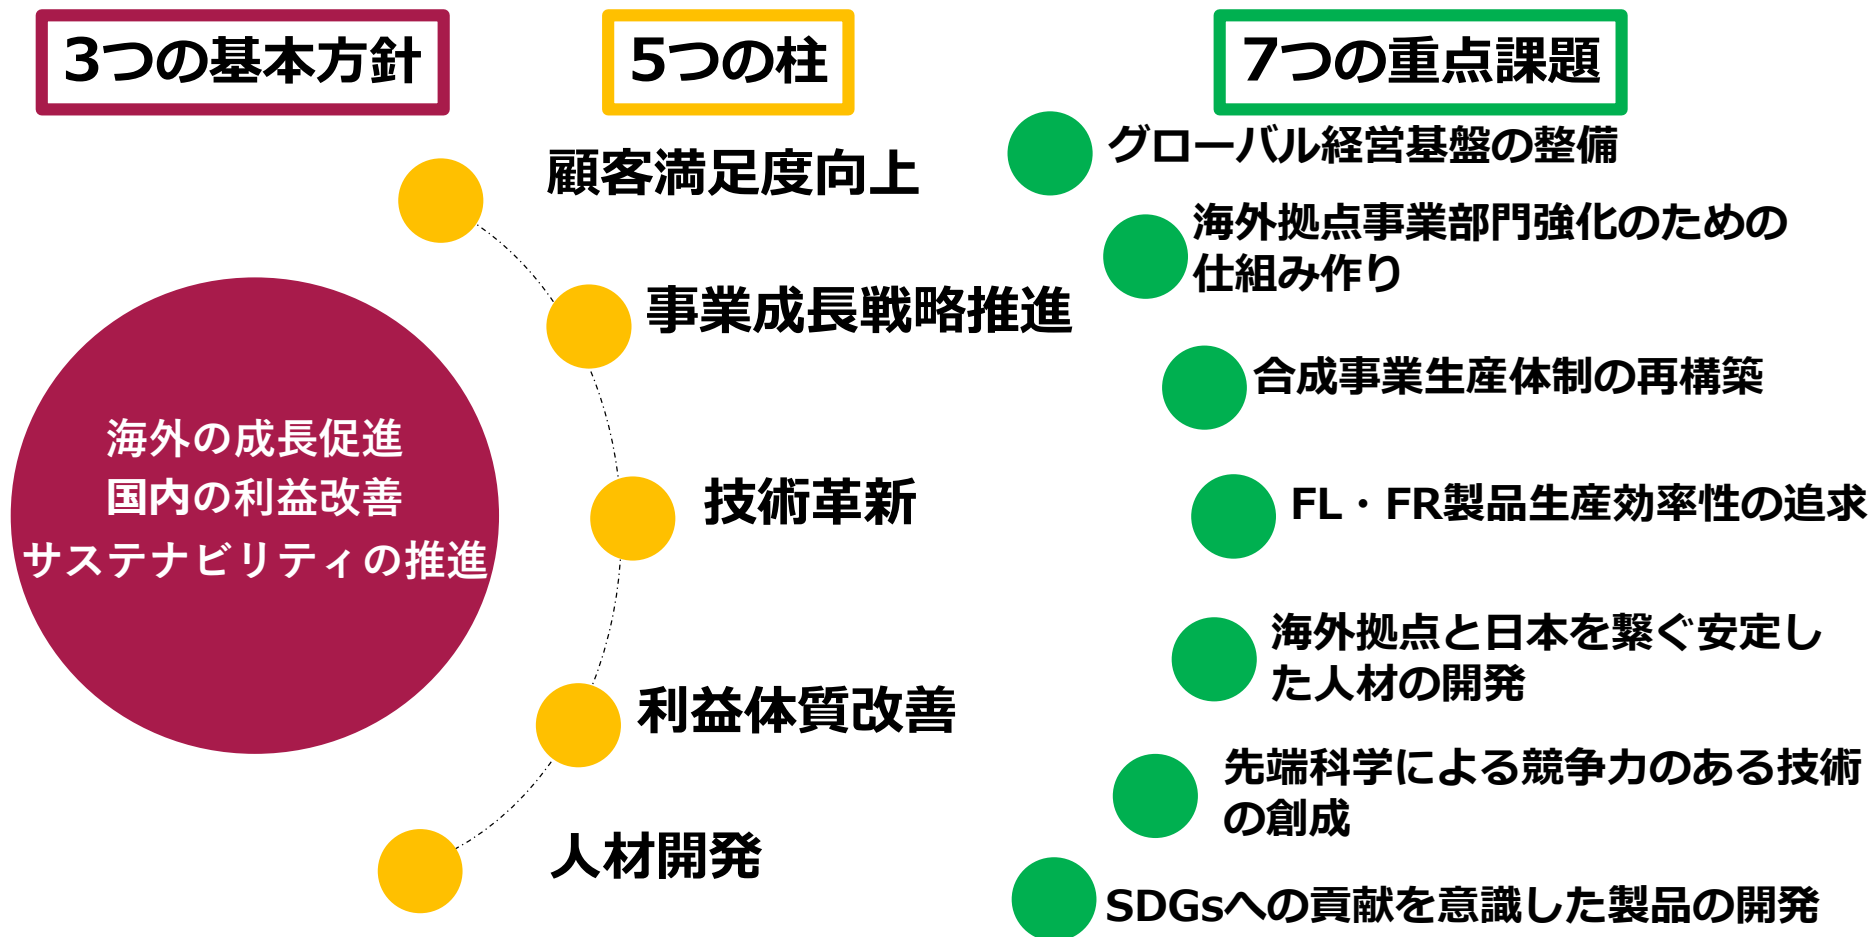 3つの基本方針
海外の成長促進
国内の利益改善
サステナビリティの推進
5つの柱
顧客満足度向上
事業成長戦略推進
技術革新
利益体質改善
人材開発
7つの重点課題
グローバル経営基盤の整備
海外拠点事業部門強化のための
仕組み作り
合成事業生産体制の再構築
FL・FR製品生産効率性の追求
海外拠点と日本を繋ぐ安定し
た人材の開発
先端科学による競争力のある技術
の創成
SDGsへの貢献を意識した製品の開発